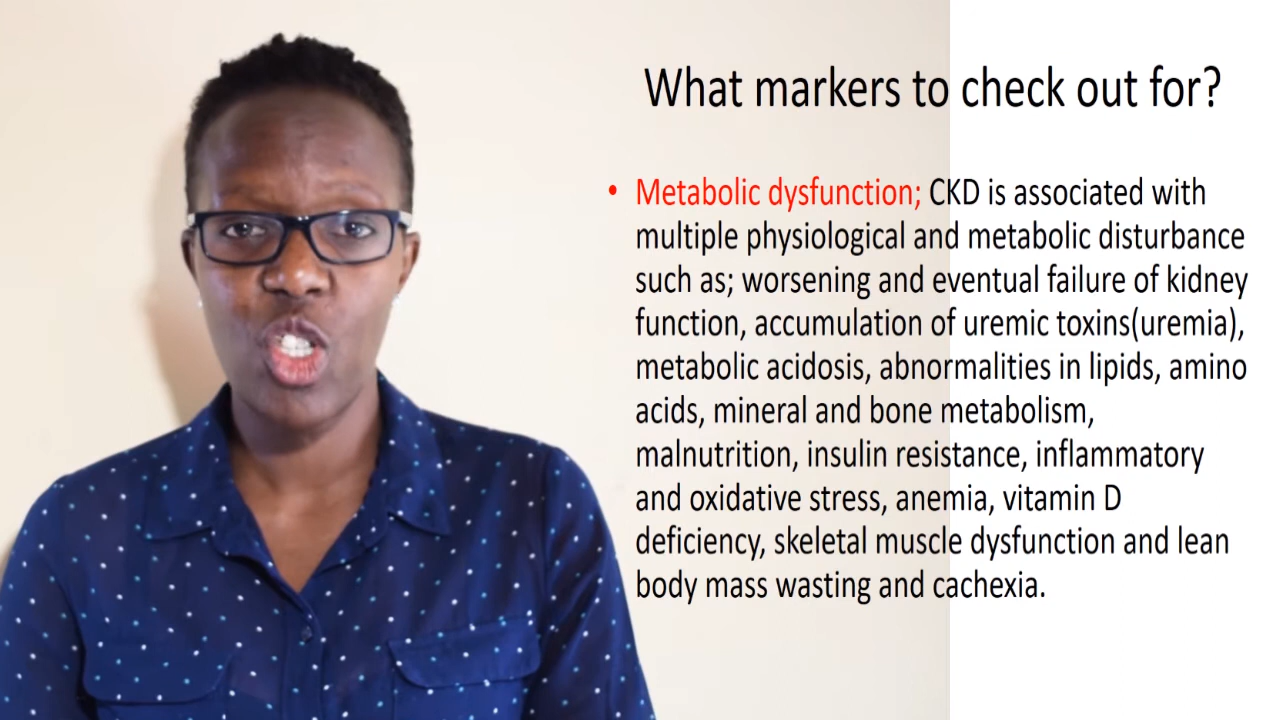 What markers to check out for?
• Metabolic dysfunction; CKD is associated with
multiple physiological and metabolic disturbance
such as; worsening and eventual failure of kidney
function, accumulation of uremic toxins(uremia),
metabolic acidosis, abnormalities in lipids, amino
acids, mineral and bone metabolism,
malnutrition, insulin resistance, inflammatory
and oxidative stress, anemia, vitamin D
deficiency, skeletal muscle dysfunction and lean
body mass wasting and cachexia.